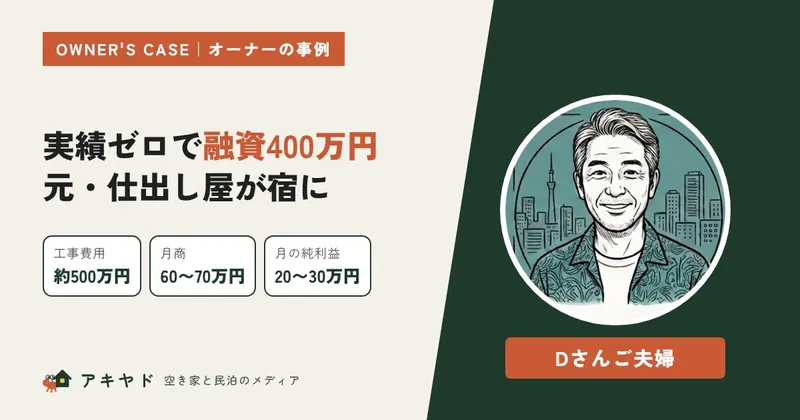 OWNER'S CASE｜オーナーの事例
実績ゼロで融資400万円
元・仕出し屋が宿に
工事費用
約500万円
月商
60〜70万円
月の純利益
20〜30万円
Dさんご夫婦
アキヤド 空き家と民泊のメディア